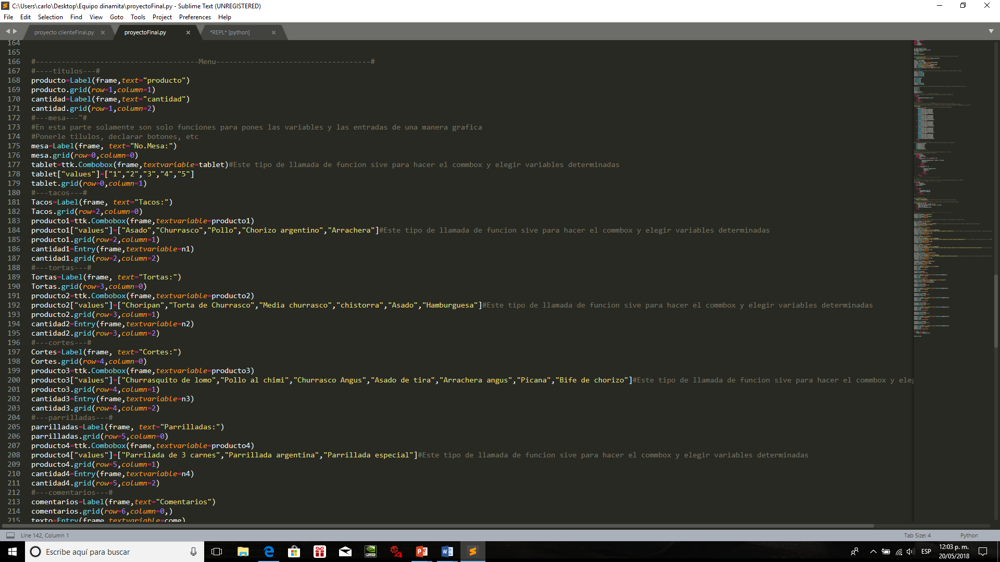 C:\Users\carlo\Desktop\Equipo dinamita\proyectoFinal.py - Sublime Text (UNREGISTERED)
File Edit Selection Find View Goto Tools Project Preferences Help
proyecto clienteFinal.py proyectoFinal.py *REPL* [python]
164
165
166 #--------------------------------------Menu------------------------------------#
167 #----titulos---#
168 producto=Label(frame,text="producto")
169 producto.grid(row=1,column=1)
170 cantidad=Label(frame,text="cantidad")
171 cantidad.grid(row=1,column=2)
172 #---mesa---"#
173 #En esta parte solamente son solo funciones para pones las variables y las entradas de una manera grafica
174 #Ponerle tilulos, declarar botones, etc
175 mesa=Label(frame, text="No.Mesa:")
176 mesa.grid(row=0,column=0)
177 tablet=ttk.Combobox(frame,textvariable=tablet)#Este tipo de llamada de funcion sive para hacer el commbox y elegir variables determinadas
178 tablet["values"]=["1","2","3","4","5"]
179 tablet.grid(row=0,column=1)
180 #---tacos---#
181 Tacos=Label(frame, text="Tacos:")
182 Tacos.grid(row=2,column=0)
183 producto1=ttk.Combobox(frame,textvariable=producto1)
184 producto1["values"]=["Asado","Churrasco","Pollo","Chorizo argentino","Arrachera"]#Este tipo de llamada de funcion sive para hacer el commbox y elegir variables determinadas
185 producto1.grid(row=2,column=1)
186 cantidad1=Entry(frame,textvariable=n1)
187 cantidad1.grid(row=2,column=2)
188 #---tortas---#
189 Tortas=Label(frame, text="Tortas:")
190 Tortas.grid(row=3,column=0)
191 producto2=ttk.Combobox(frame,textvariable=producto2)
192 producto2["values"]=["Choripan","Torta de Churrasco","Media churrasco","chistorra","Asado","Hamburguesa"]#Este tipo de llamada de funcion sive para hacer el commbox y elegir variables determinadas
193 producto2.grid(row=3,column=1)
194 cantidad2=Entry(frame,textvariable=n2)
195 cantidad2.grid(row=3,column=2)
196 #---cortes---#
197 Cortes=Label(frame, text="Cortes:")
198 Cortes.grid(row=4,column=0)
199 producto3=ttk.Combobox(frame,textvariable=producto3)
200 producto3["values"]=["Churrasquito de lomo","Pollo al chimi","Churrasco Angus","Asado de tira","Arrachera angus","Picana","Bife de chorizo"]#Este tipo de llamada de funcion sive para hacer el commbox y eleg
201 producto3.grid(row=4,column=1)
202 cantidad3=Entry(frame,textvariable=n3)
203 cantidad3.grid(row=4,column=2)
204 #---parrilladas---#
205 parrilladas=Label(frame, text="Parrilladas:")
206 parrilladas.grid(row=5,column=0)
207 producto4=ttk.Combobox(frame,textvariable=producto4)
208 producto4["values"]=["Parrilada de 3 carnes","Parrillada argentina","Parrillada especial"]#Este tipo de llamada de funcion sive para hacer el commbox y elegir variables determinadas
209 producto4.grid(row=5,column=1)
210 cantidad4=Entry(frame,textvariable=n4)
211 cantidad4.grid(row=5,column=2)
212 #---comentarios---#
213 comentarios=Label(frame,text="Comentarios")
214 comentarios.grid(row=6,column=0,)
215 texto=Entry(frame,textvariable=come)
Line 142, Column 1 Tab Size: 4 Python
Escribe aquí para buscar ESP 12:03 p. m.
20/05/2018